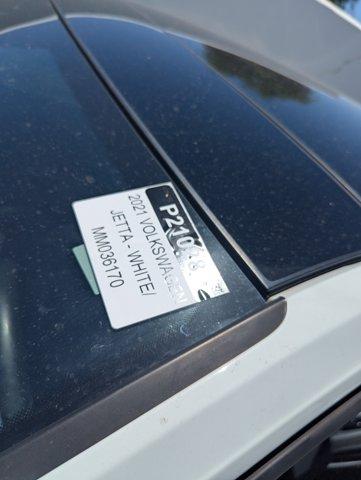 2021 VOLKSWAGEN
JETTA - WHITE/
MM036170